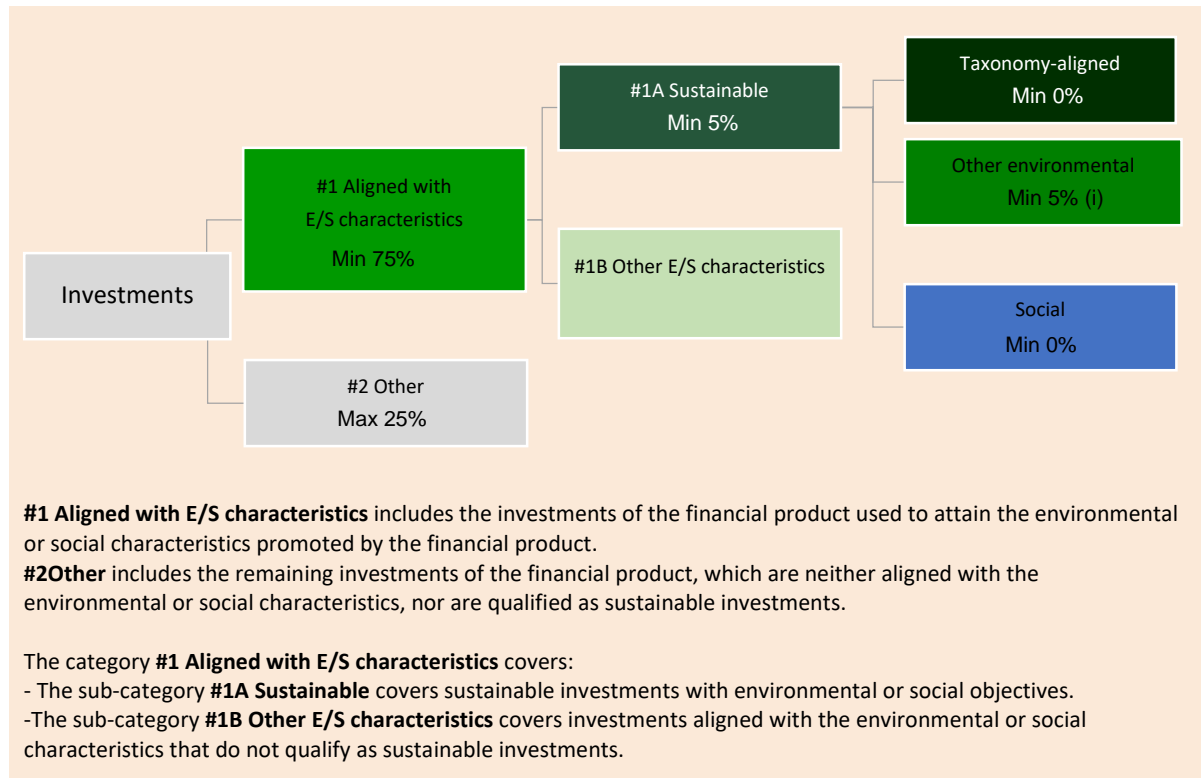 Investments
#1 Aligned with
E/S characteristics
Min 75%
#2 Other
Max 25%
#1A Sustainable
Min 5%
#1B Other E/S characteristics
Taxonomy-aligned
Min 0%
Other environmental
Min 5% (i)
Social
Min 0%
#1 Aligned with E/S characteristics includes the investments of the financial product used to attain the environmental
or social characteristics promoted by the financial product.
#2Other includes the remaining investments of the financial product, which are neither aligned with the
environmental or social characteristics, nor are qualified as sustainable investments.
The category #1 Aligned with E/S characteristics covers:
- The sub-category #1A Sustainable covers sustainable investments with environmental or social objectives.
-The sub-category #1B Other E/S characteristics covers investments aligned with the environmental or social
characteristics that do not qualify as sustainable investments.